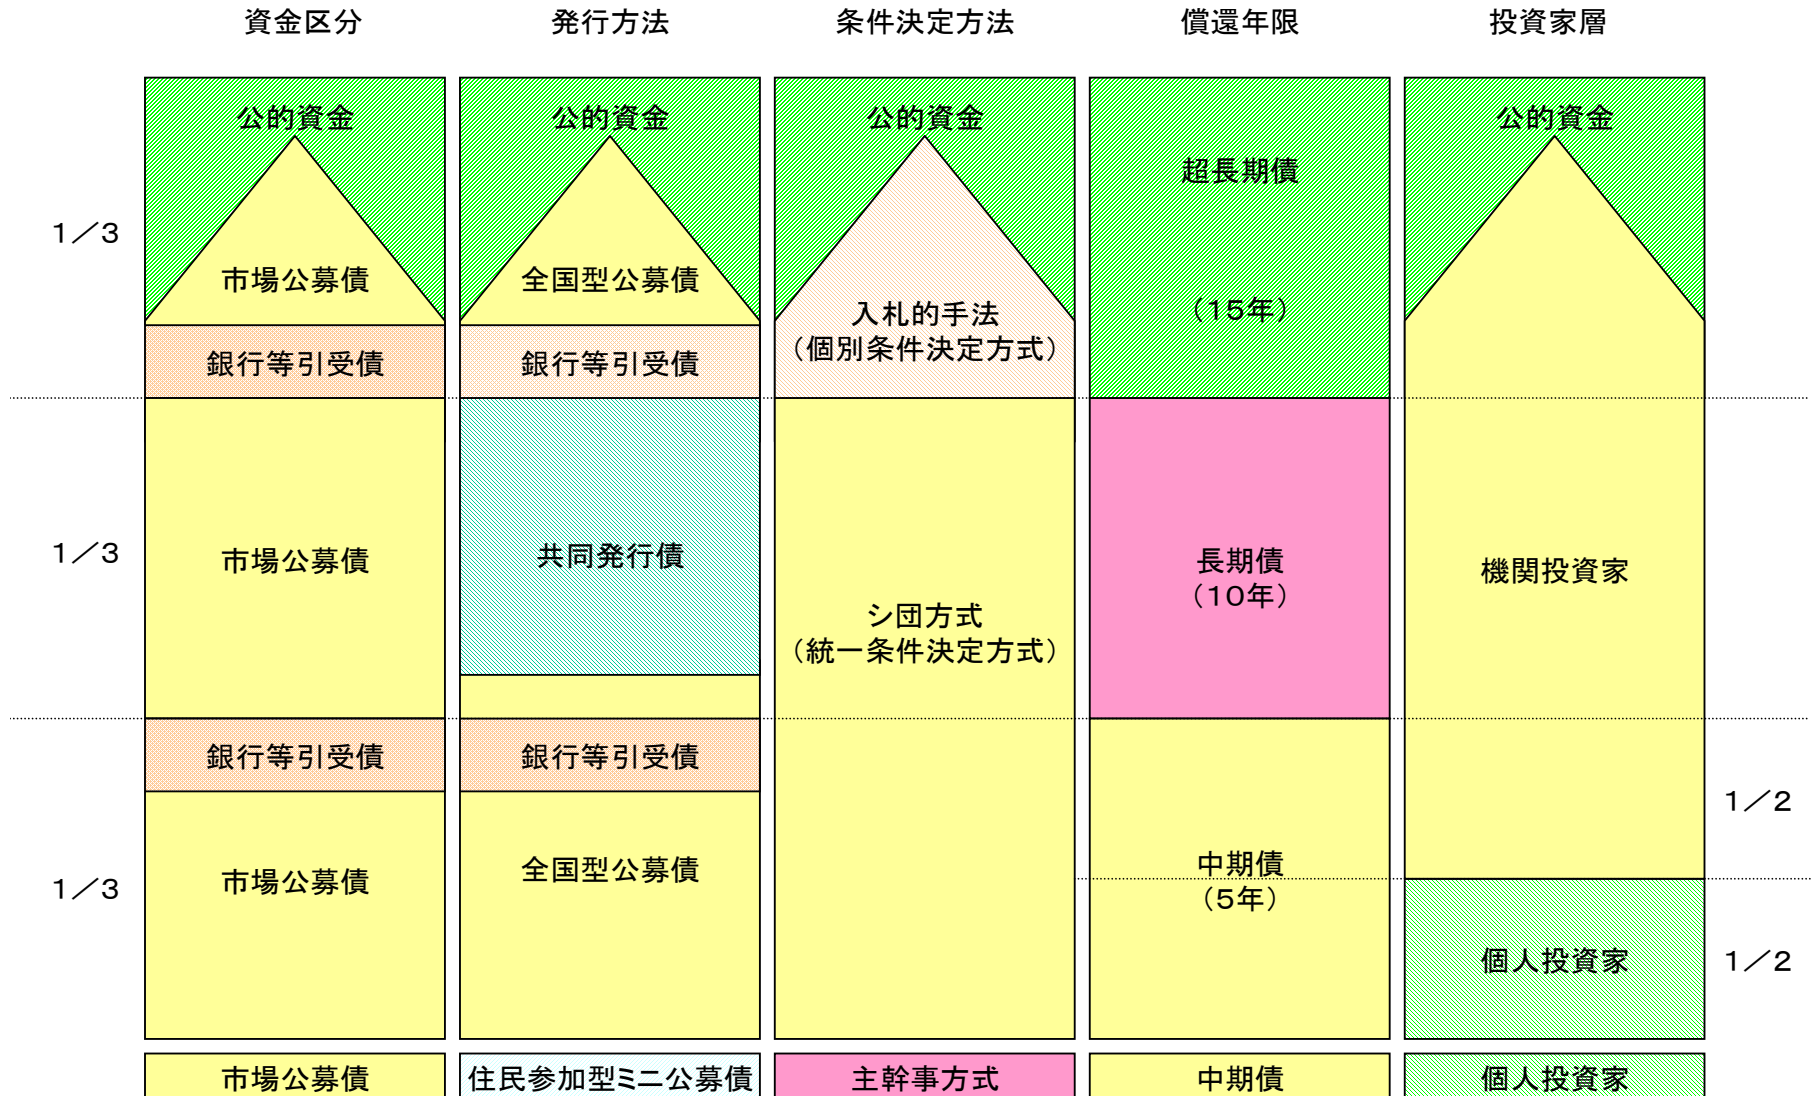 資金区分
発行方法
条件決定方法
償還年限
投資家層
公的資金
公的資金
公的資金
公的資金
超長期債
1／3
市場公募債
全国型公募債
入札的手法
（個別条件決定方式）
（15年）
銀行等引受債
銀行等引受債
1／3
市場公募債
共同発行債
シ団方式
（統一条件決定方式）
長期債
（10年）
機関投資家
銀行等引受債
銀行等引受債
1／2
1／3
市場公募債
全国型公募債
中期債
（5年）
個人投資家
1／2
市場公募債
住民参加型ミニ公募債
主幹事方式
中期債
個人投資家